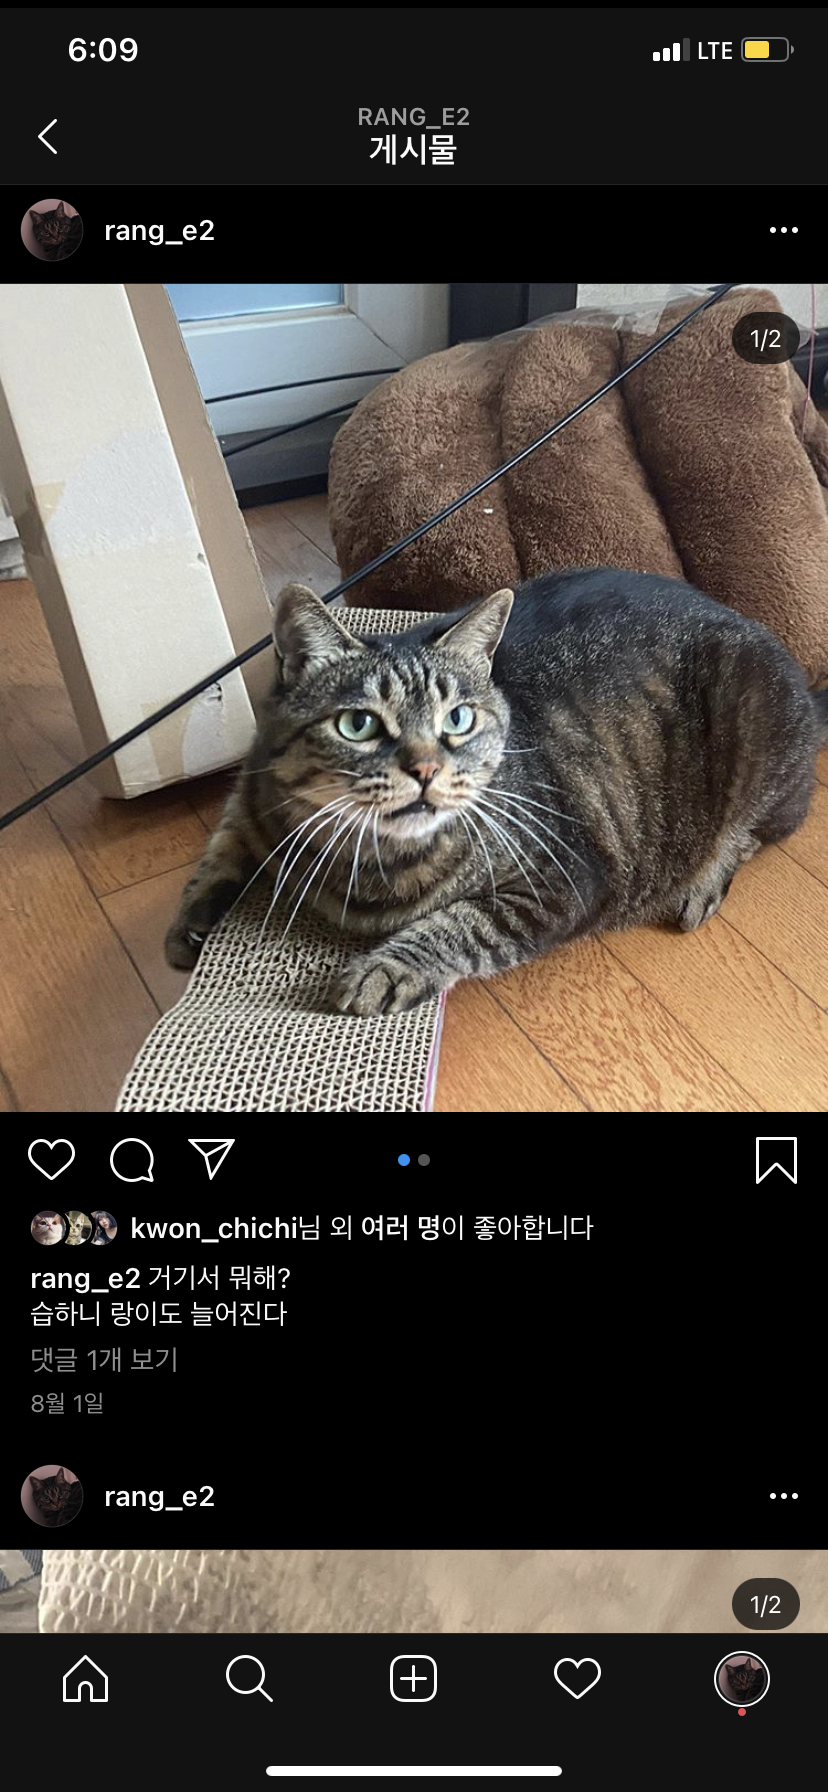 6:09
LTE
RANG_E2
게시물
rang_e2
1/2
kwon_chichi님 외 여러 명이 좋아합니다
rang_e2 거기서 뭐해?
습하니 랑이도 늘어진다
댓글 1개 보기
8월 1일
rang_e2
1/2